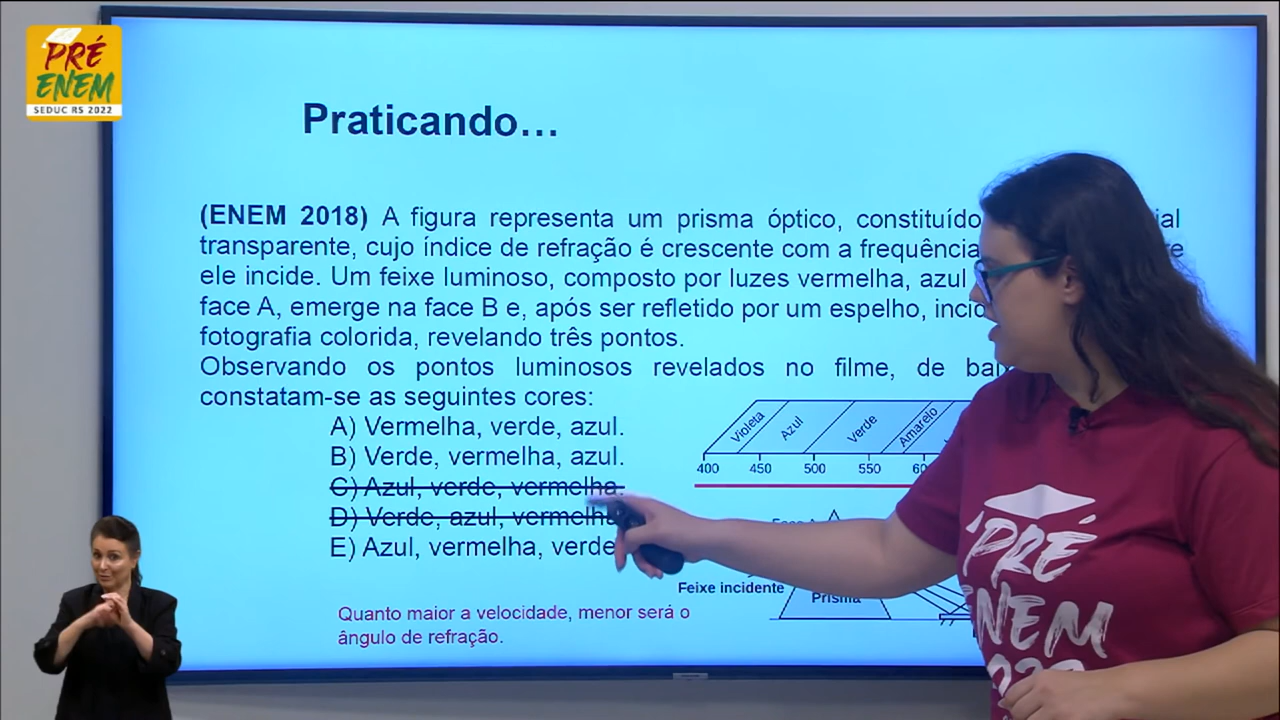 PRÉ
ENEM
SEDUC RS 2022
Praticando...
(ENEM 2018) A figura representa um prisma óptico, constituído
transparente, cujo índice de refração é crescente com a frequência
ele incide. Um feixe luminoso, composto por luzes vermelha, azul
face A, emerge na face B e, após ser refletido por um espelho,
fotografia colorida, revelando três pontos.
Observando os pontos luminosos revelados no filme, de
constatam-se as seguintes cores:
A) Vermelha, verde, azul.
B) Verde, vermelha, azul.
C) Azul, verde, vermelha.
D) Verde, azul, vermelha
E) Azul, vermelha, verde
Violeta Azul Verde Amarelo
400 450 500 550
Feixe incidente
Prisma
Quanto maior a velocidade, menor será o
ângulo de refração.
PRÉ
ENEM
2022